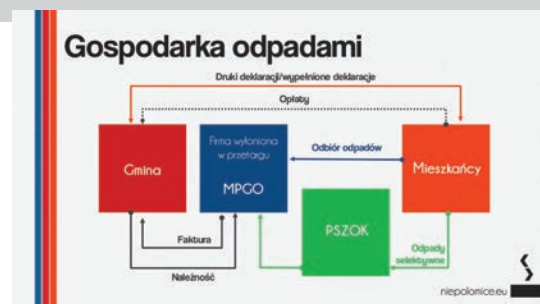 Gospodarka odpadami
Druki deklaracji/wypełnione deklaracje
Opłaty
Gmina
Firma wyłoniona
w przetargu
MPGO
Odbiór odpadów
Mieszkańcy
PSZOK
Faktura
Należność
Odpady
selektywne
niepolomice.eu